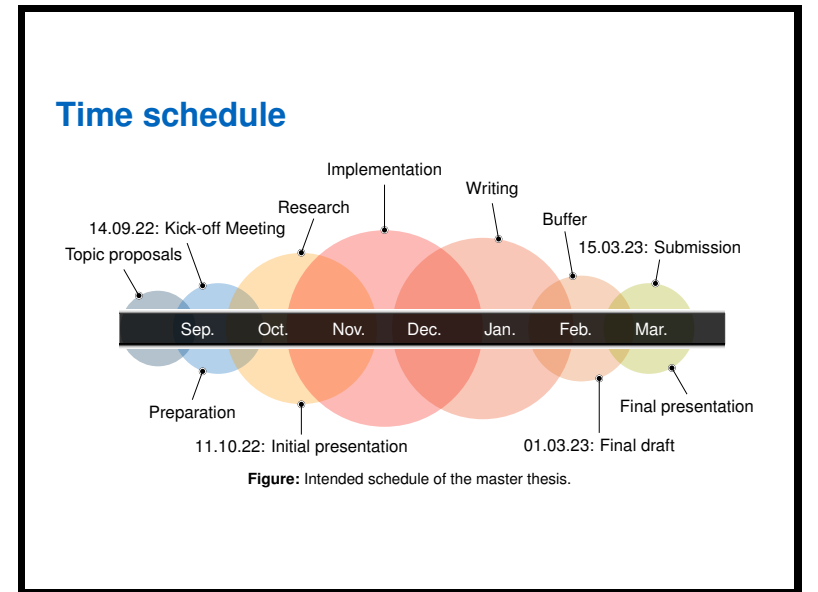 Time schedule
Implementation
Writing
Research
Buffer
14.09.22: Kick-off Meeting
15.03.23: Submission
Topic proposals
Sep. Oct. Nov. Dec. Jan. Feb. Mar.
Final presentation
Preparation
11.10.22: Initial presentation
01.03.23: Final draft
Figure: Intended schedule of the master thesis.